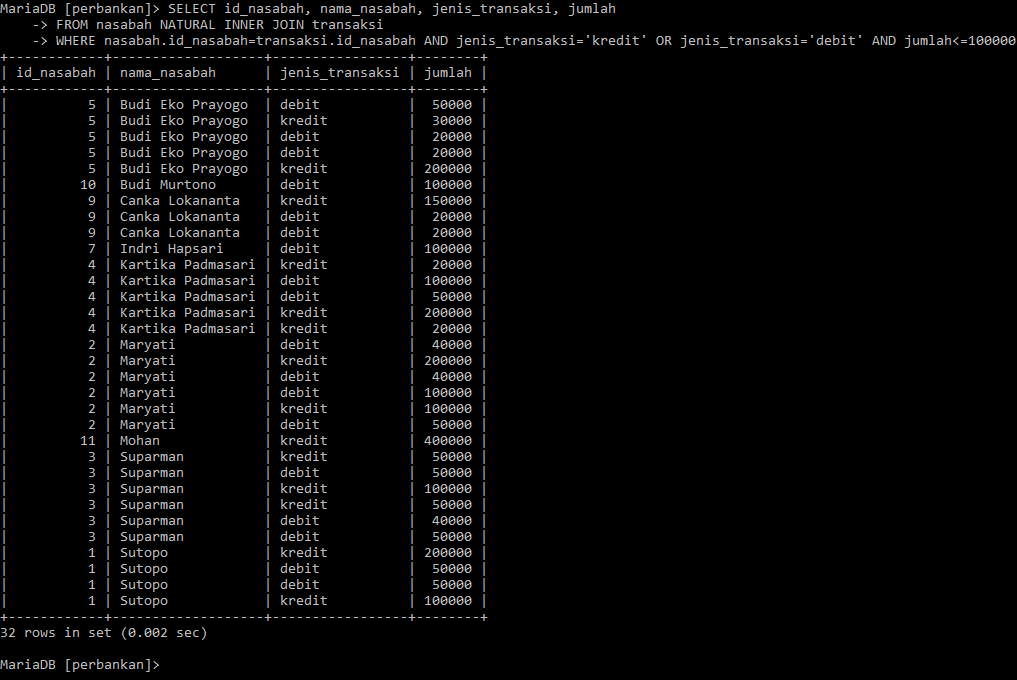 MariaDB [perbankan]> SELECT id_nasabah, nama_nasabah, jenis_transaksi, jumlah
    -> FROM nasabah NATURAL INNER JOIN transaksi
    -> WHERE nasabah.id_nasabah=transaksi.id_nasabah AND jenis_transaksi='kredit' OR jenis_transaksi='debit' AND jumlah<=100000
+------------+-------------------+-----------------+--------+
| id_nasabah | nama_nasabah      | jenis_transaksi | jumlah |
+------------+-------------------+-----------------+--------+
|          5 | Budi Eko Prayogo  | debit           |  50000 |
|          5 | Budi Eko Prayogo  | kredit          |  30000 |
|          5 | Budi Eko Prayogo  | debit           |  20000 |
|          5 | Budi Eko Prayogo  | debit           |  20000 |
|          5 | Budi Eko Prayogo  | kredit          | 200000 |
|         10 | Budi Murtono      | debit           | 100000 |
|          9 | Canka Lokananta   | kredit          | 150000 |
|          9 | Canka Lokananta   | debit           |  20000 |
|          9 | Canka Lokananta   | debit           |  20000 |
|          7 | Indri Hapsari     | debit           | 100000 |
|          4 | Kartika Padmasari | kredit          |  20000 |
|          4 | Kartika Padmasari | debit           | 100000 |
|          4 | Kartika Padmasari | debit           |  50000 |
|          4 | Kartika Padmasari | kredit          | 200000 |
|          4 | Kartika Padmasari | kredit          |  20000 |
|          2 | Maryati           | debit           |  40000 |
|          2 | Maryati           | kredit          | 200000 |
|          2 | Maryati           | debit           |  40000 |
|          2 | Maryati           | debit           | 100000 |
|          2 | Maryati           | kredit          | 100000 |
|          2 | Maryati           | debit           |  50000 |
|         11 | Mohan             | kredit          | 400000 |
|          3 | Suparman          | kredit          |  50000 |
|          3 | Suparman          | debit           |  50000 |
|          3 | Suparman          | kredit          | 100000 |
|          3 | Suparman          | kredit          |  50000 |
|          3 | Suparman          | debit           |  40000 |
|          3 | Suparman          | debit           |  50000 |
|          1 | Sutopo            | kredit          | 200000 |
|          1 | Sutopo            | debit           |  50000 |
|          1 | Sutopo            | debit           |  50000 |
|          1 | Sutopo            | kredit          | 100000 |
+------------+-------------------+-----------------+--------+
32 rows in set (0.002 sec)
MariaDB [perbankan]>